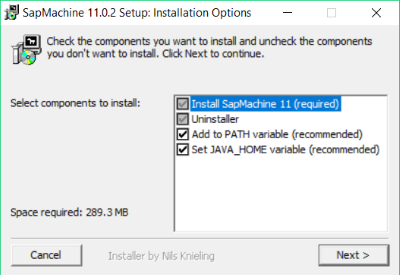 SapMachine 11.0.2 Setup: Installation Options
Check the components you want to install and uncheck the components
you don't want to install. Click Next to continue.
Select components to install:
Install SapMachine 11 (required)
Uninstaller
Add to PATH variable (recommended)
Set JAVA_HOME variable (recommended)
Space required: 289.3 MB
Cancel
Installer by Nils Knieling
Next >